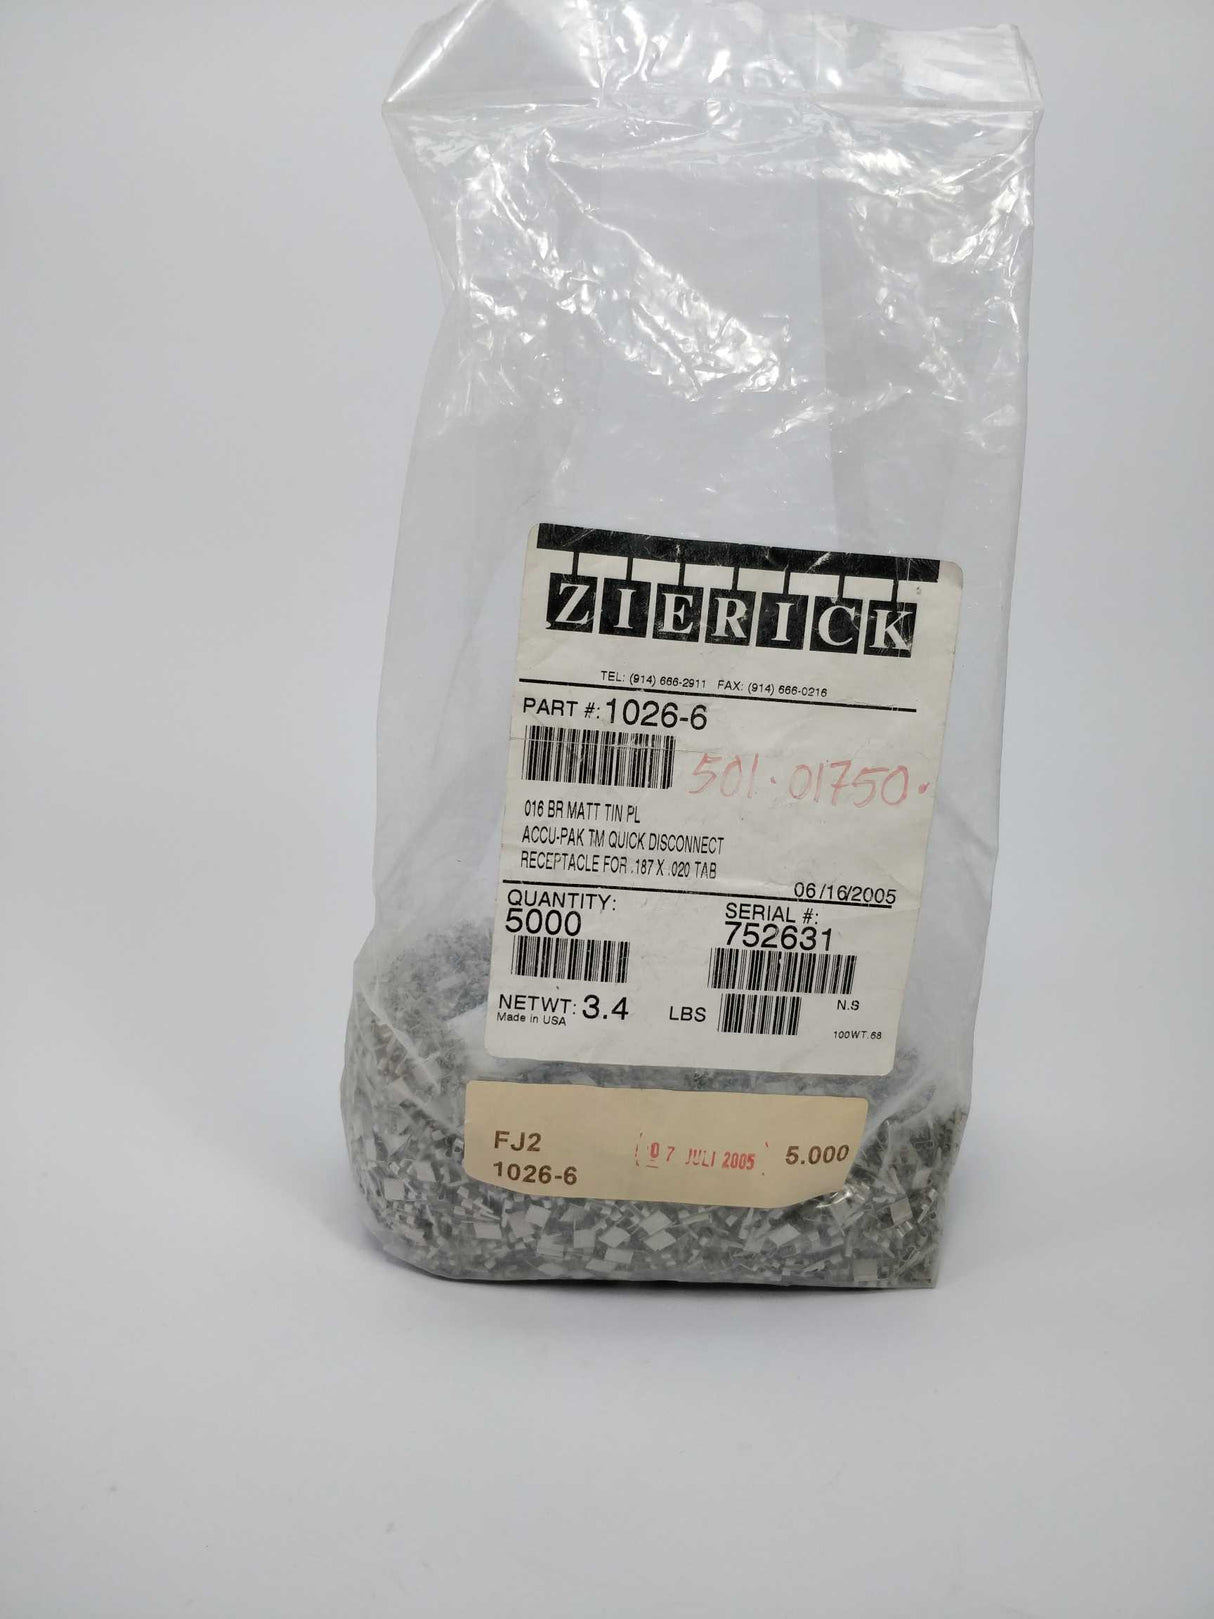 ZIERICK
TEL: (914) 666-2911 FAX: (914) 666-0216
PART #: 1026-6
501.01750.
016 BR MATT TIN PL
ACCU-PAK TM QUICK DISCONNECT
RECEPTACLE FOR .187 X .020 TAB
06/16/2005
QUANTITY: SERIAL #:
5000 752631
NETWT: 3.4 LBS N.S
Made in USA 100WT.68
FJ2 07 JULI 2005 5.000
1026-6